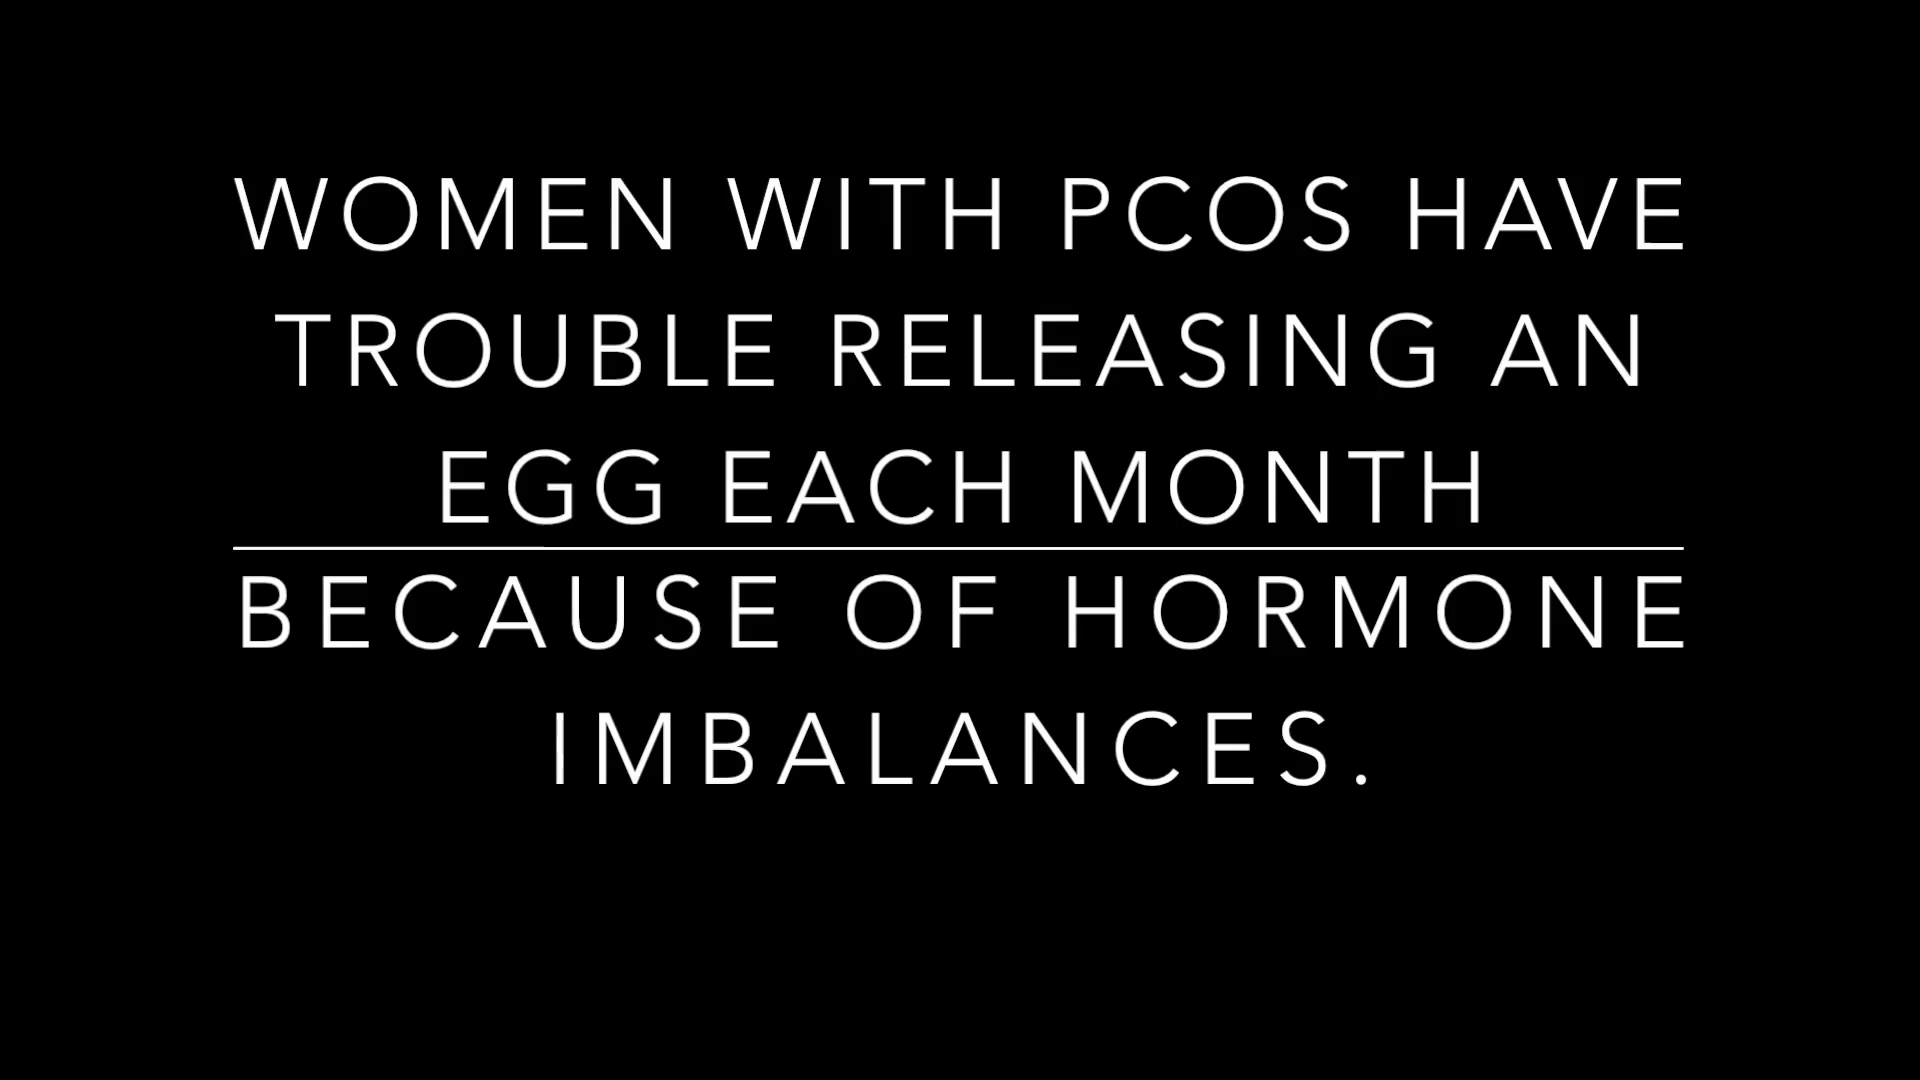 WOMEN WITH PCOS HAVE
TROUBLE RELEASING AN
EGG EACH MONTH
BECAUSE OF HORMONE
IMBALANCES.